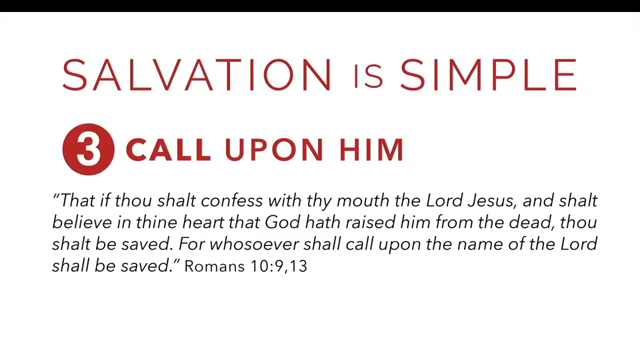 SALVATION IS SIMPLE
3 CALL UPON HIM
“That if thou shalt confess with thy mouth the Lord Jesus, and shalt
believe in thine heart that God hath raised him from the dead, thou
shalt be saved. For whosoever shall call upon the name of the Lord
shall be saved.” Romans 10:9,13